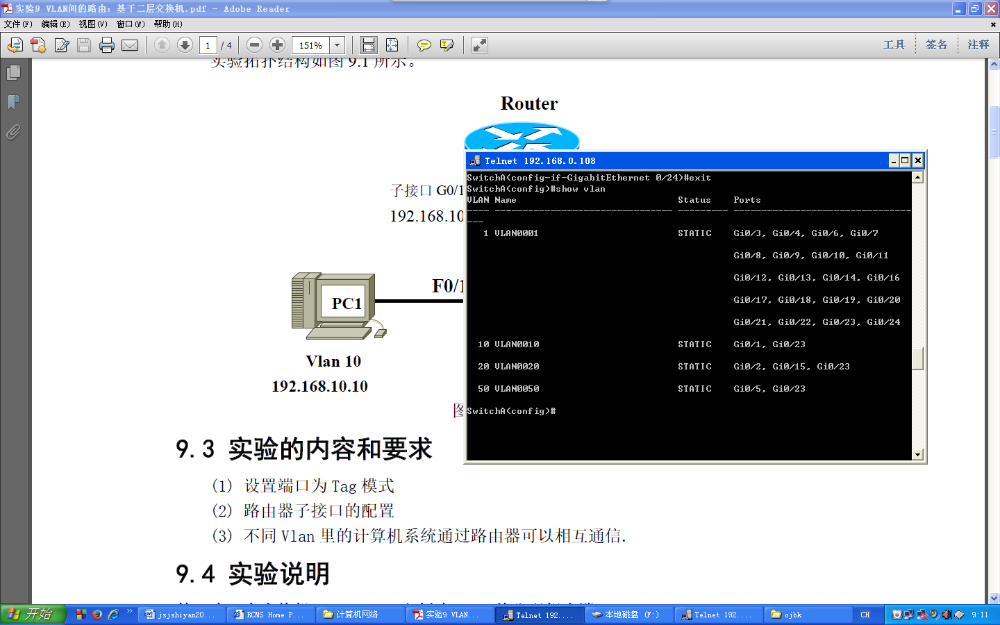 实验9 VLAN间的路由：基于二层交换机.pdf - Adobe Reader
文件(F) 编辑(E) 视图(V) 窗口(W) 帮助(H)
1 / 4 151% 工具 签名 注释
实验拓扑结构如图 9.1 所示。
Router
子接口 G0/1
192.168.10
F0/1
PC1
Vlan 10
192.168.10.10
图
Telnet 192.168.0.108
SwitchA(config-if-GigabitEthernet 0/24)#exit
SwitchA(config)#show vlan
VLAN Name Status Ports
---- -------------------------------- --------- --------------------------------
---
1 VLAN0001 STATIC Gi0/3, Gi0/4, Gi0/6, Gi0/7
Gi0/8, Gi0/9, Gi0/10, Gi0/11
Gi0/12, Gi0/13, Gi0/14, Gi0/16
Gi0/17, Gi0/18, Gi0/19, Gi0/20
Gi0/21, Gi0/22, Gi0/23, Gi0/24
10 VLAN0010 STATIC Gi0/1, Gi0/23
20 VLAN0020 STATIC Gi0/2, Gi0/15, Gi0/23
50 VLAN0050 STATIC Gi0/5, Gi0/23
SwitchA(config)#
9.3 实验的内容和要求
(1) 设置端口为 Tag 模式
(2) 路由器子接口的配置
(3) 不同 Vlan 里的计算机系统通过路由器可以相互通信.
9.4 实验说明
开始 jsjshiyan20... RCMS Home P... 计算机网络 实验9 VLAN... Telnet 192.... 本地磁盘 (F:) Telnet 192.... ojbk CH 9:11